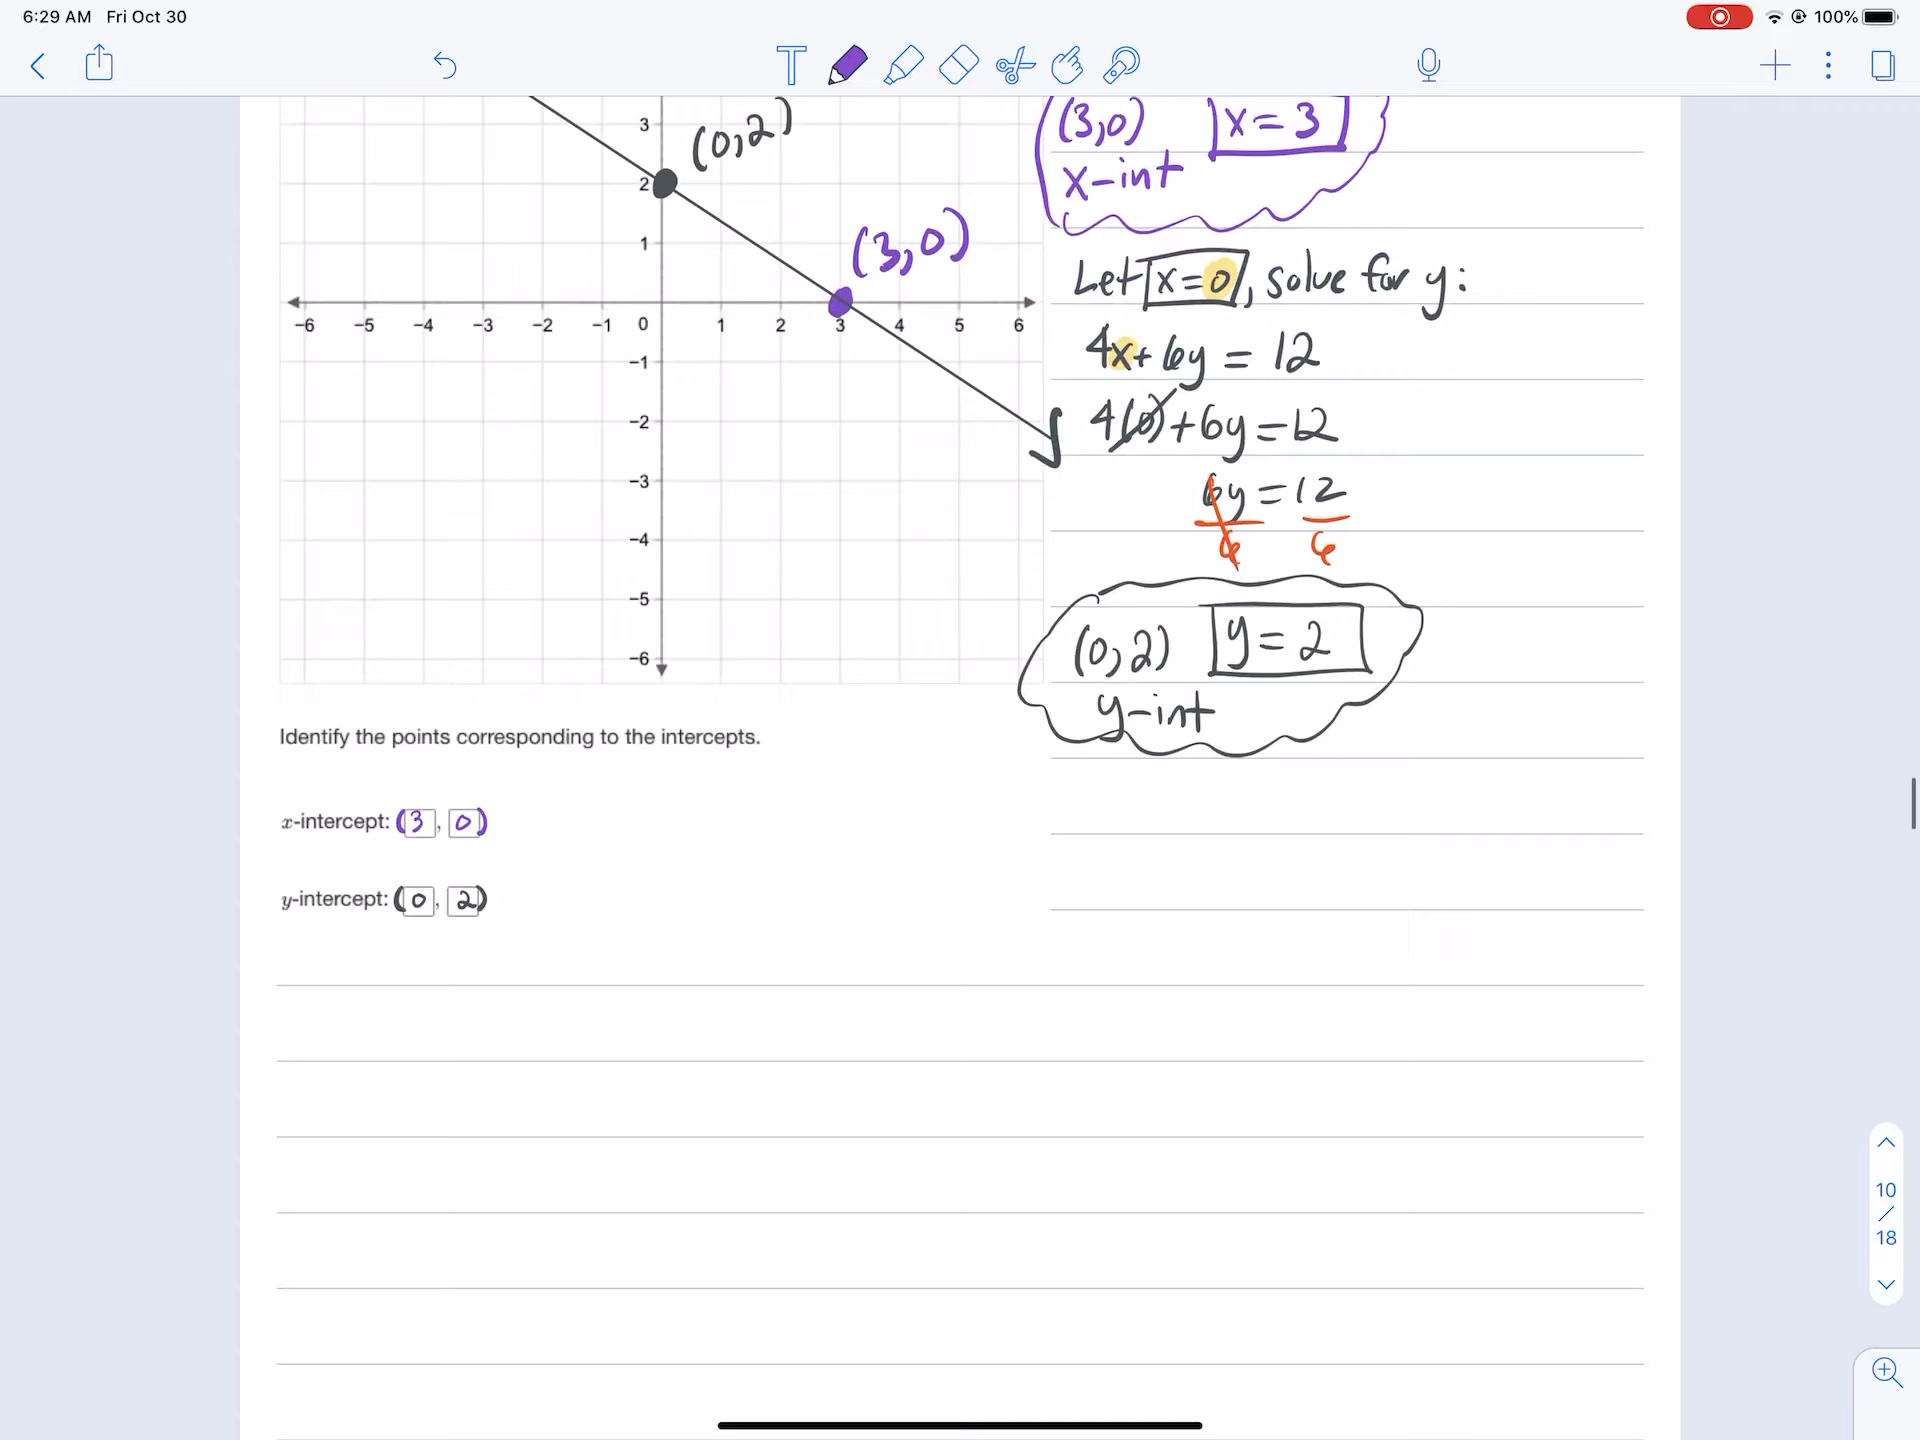 6:29 AM Fri Oct 30
100%
T
3
(0,2)
2
1
(3,0)
-6 -5 -4 -3 -2 -1 0 1 2 3 4 5 6
-1
-2
-3
-4
-5
-6
(3,0) x = 3
x-int
Let x=0, solve for y:
4x+6y = 12
4(0)+6y=12
6y=12
6 6
(0,2) y = 2
y-int
Identify the points corresponding to the intercepts.
x-intercept: (3, 0)
y-intercept: (0, 2)
10
/
18